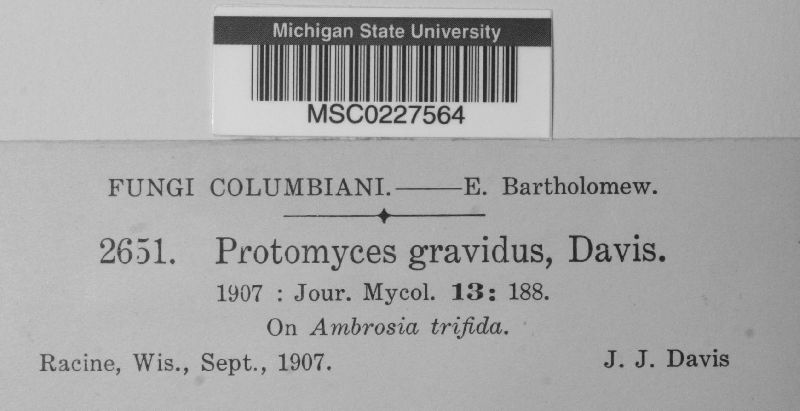 Michigan State University
MSC0227564
FUNGI COLUMBIANI.——E. Bartholomew.
2651. Protomyces gravidus, Davis.
1907 : Jour. Mycol. 13: 188.
On Ambrosia trifida.
Racine, Wis., Sept., 1907. J. J. Davis